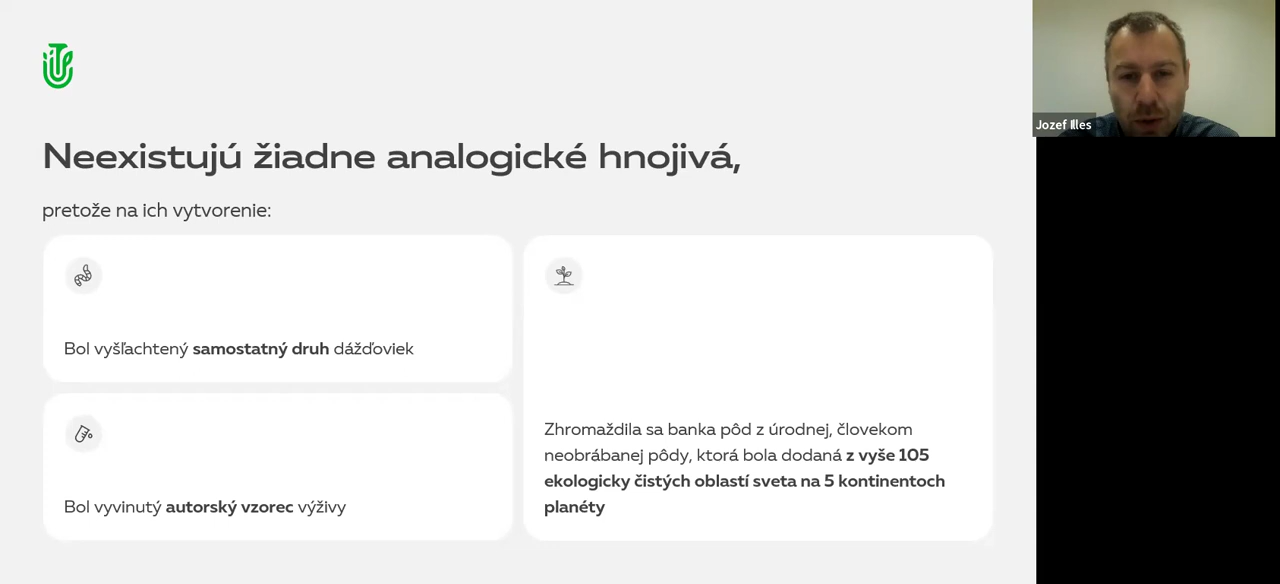 Neexistujú žiadne analogické hnojivá,
pretože na ich vytvorenie:
Bol vyšľachtený samostatný druh dážďoviek
Bol vyvinutý autorský vzorec výživy
Zhromaždila sa banka pôd z úrodnej, človekom
neobrábanej pôdy, ktorá bola dodaná z vyše 105
ekologicky čistých oblastí sveta na 5 kontinentoch
planéty
Jozef Illes